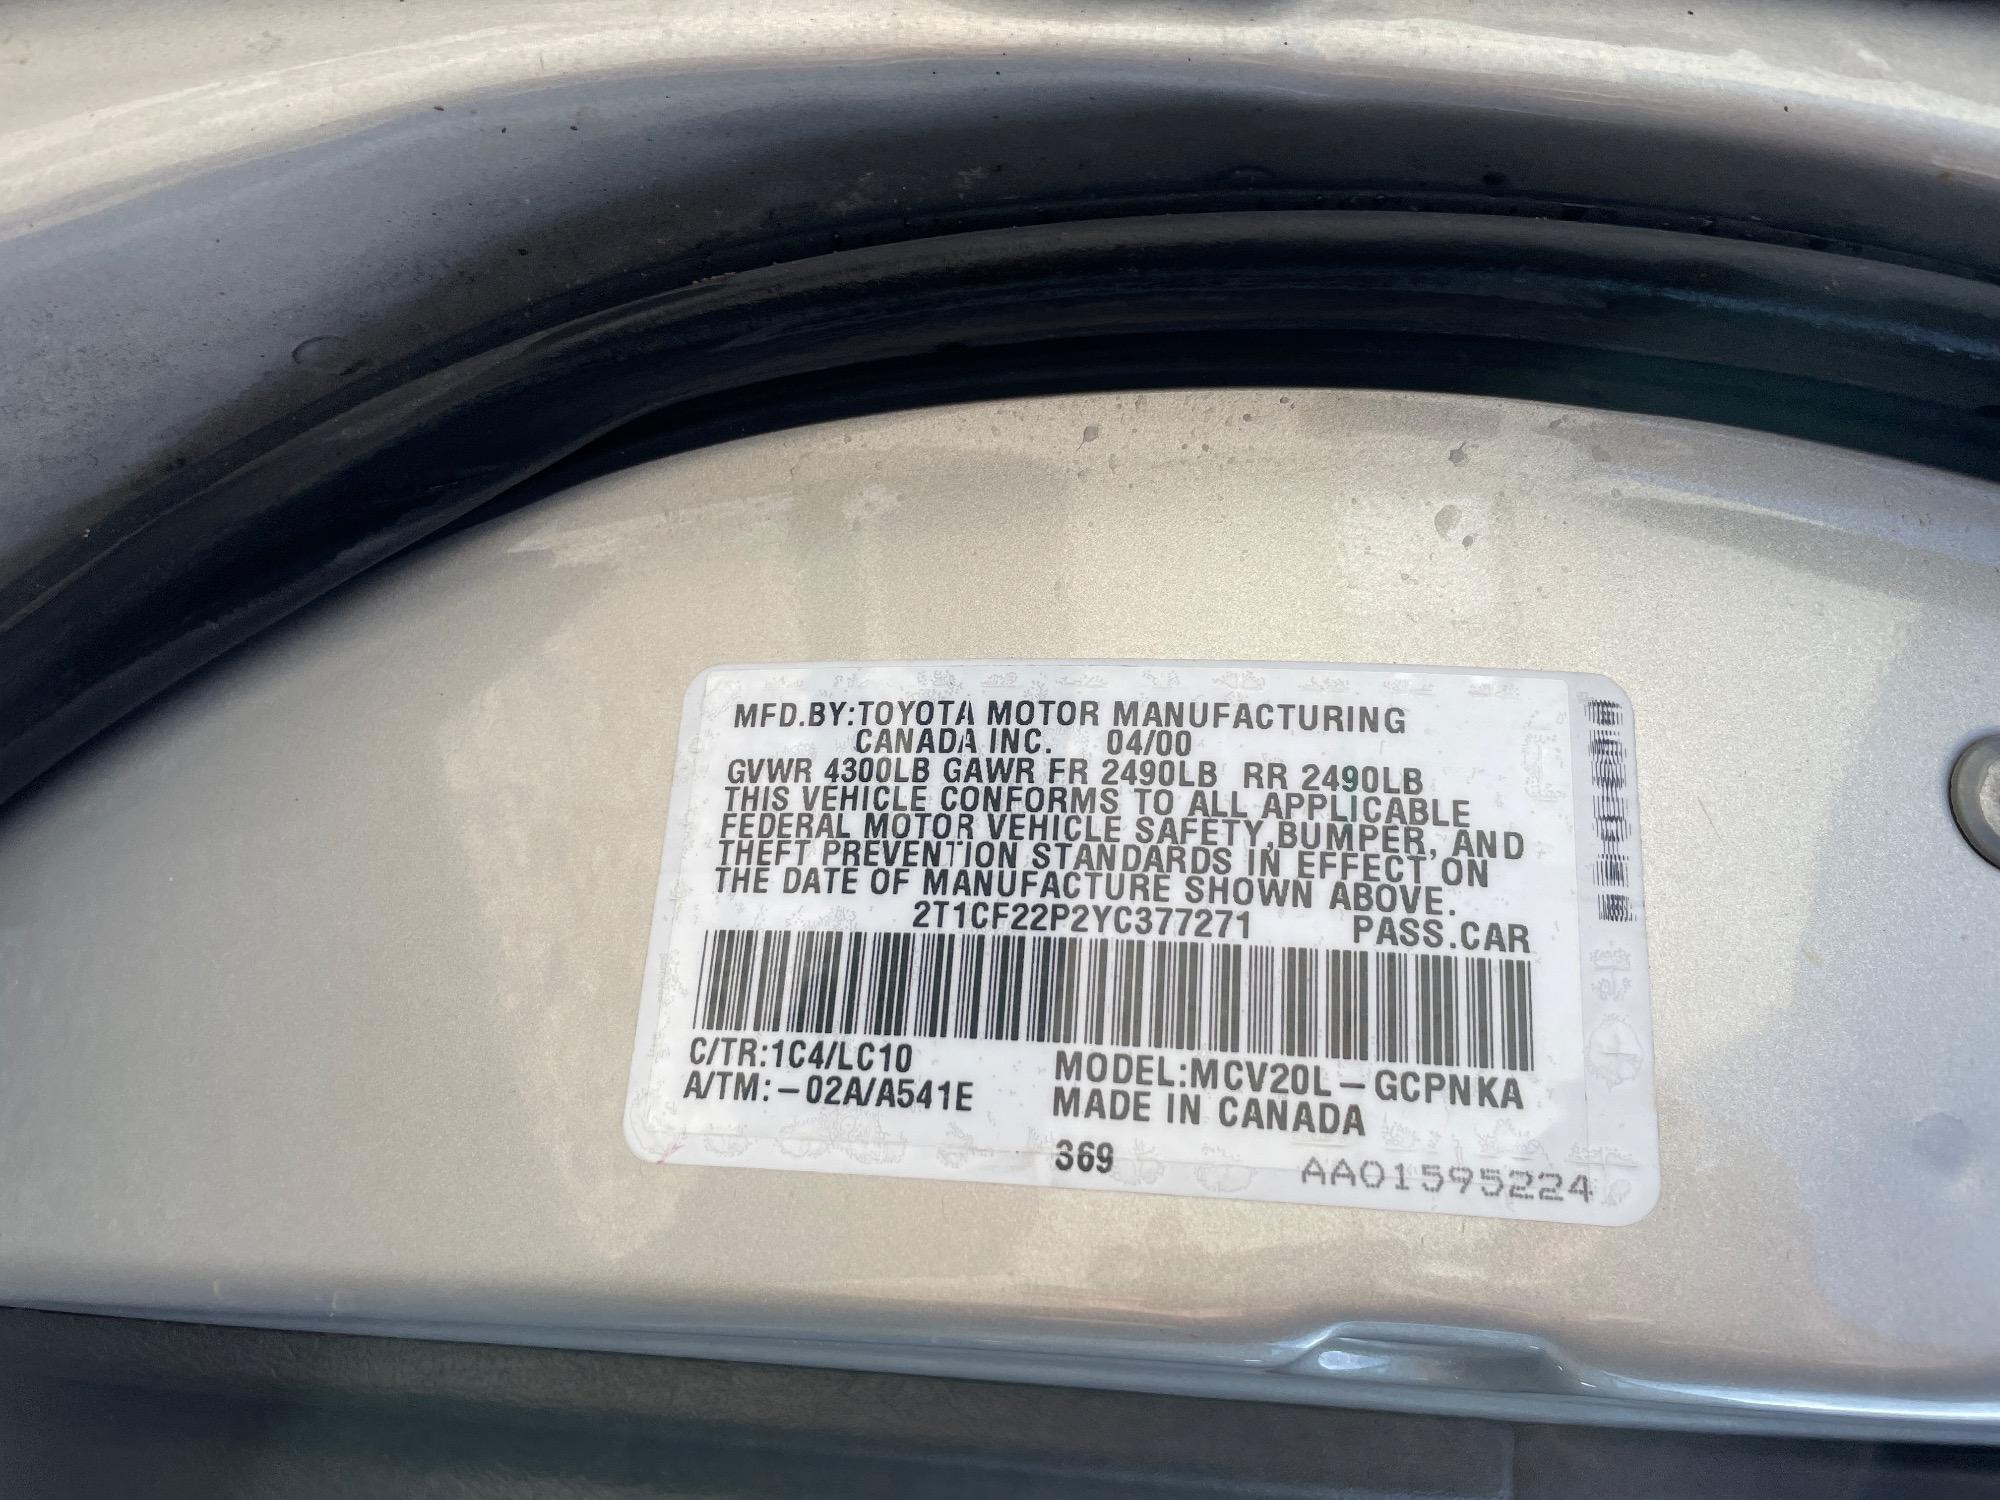 MFD.BY:TOYOTA MOTOR MANUFACTURING
CANADA INC. 04/00
GVWR 4300LB GAWR FR 2490LB RR 2490LB
THIS VEHICLE CONFORMS TO ALL APPLICABLE
FEDERAL MOTOR VEHICLE SAFETY,BUMPER, AND
THEFT PREVENTION STANDARDS IN EFFECT ON
THE DATE OF MANUFACTURE SHOWN ABOVE.
2T1CF22P2YC377271 PASS.CAR
C/TR:1C4/LC10
A/TM:-02A/A541E
MODEL:MCV20L-GCPNKA
MADE IN CANADA
369
AA01595224